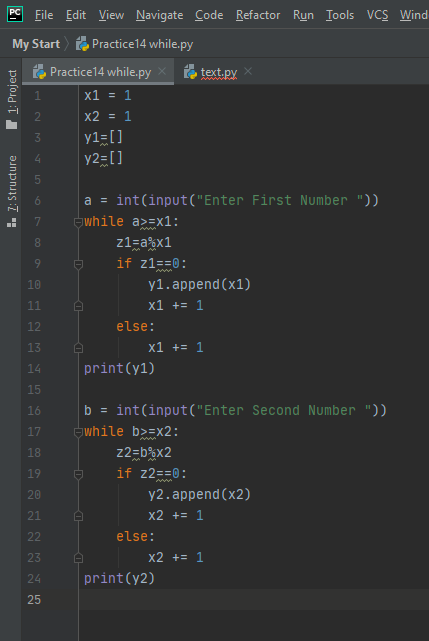 PC File Edit View Navigate Code Refactor Run Tools VCS Wind
My Start Practice14 while.py
Practice14 while.py × text.py ×
1: Project
7: Structure
1 x1 = 1
2 x2 = 1
3 y1=[]
4 y2=[]
5
6 a = int(input("Enter First Number "))
7 while a>=x1:
8     z1=a%x1
9     if z1==0:
10         y1.append(x1)
11         x1 += 1
12     else:
13         x1 += 1
14 print(y1)
15
16 b = int(input("Enter Second Number "))
17 while b>=x2:
18     z2=b%x2
19     if z2==0:
20         y2.append(x2)
21         x2 += 1
22     else:
23         x2 += 1
24 print(y2)
25